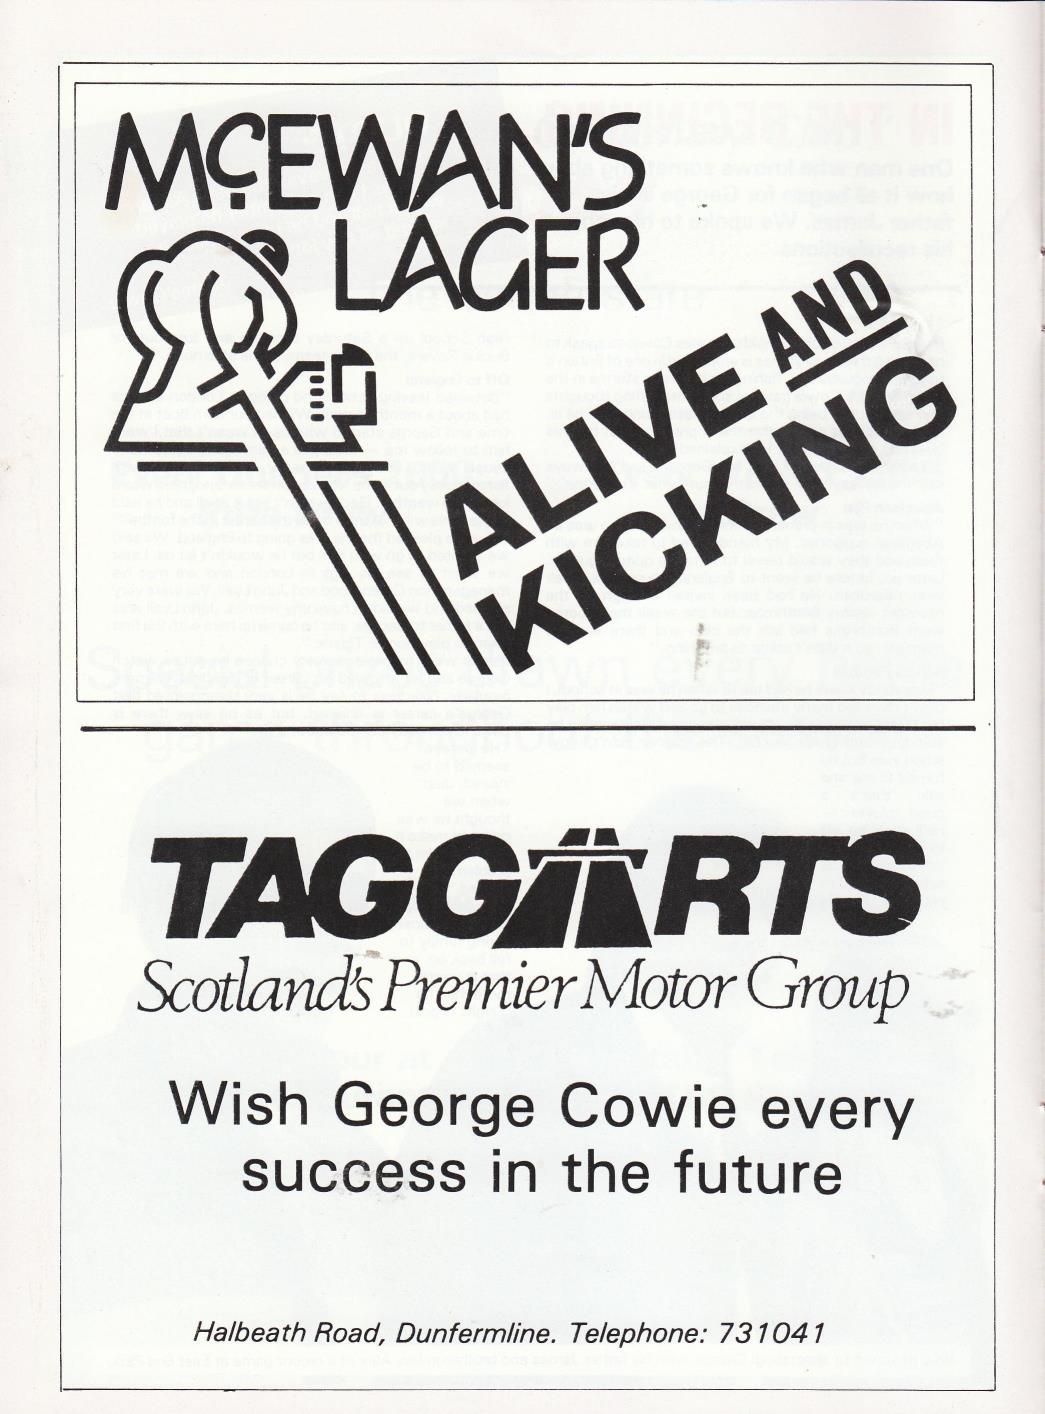 McEWAN'S
LAGER
ALIVE AND
KICKING
TAGGARTS
Scotland's Premier Motor Group
Wish George Cowie every
success in the future
Halbeath Road, Dunfermline. Telephone: 731041